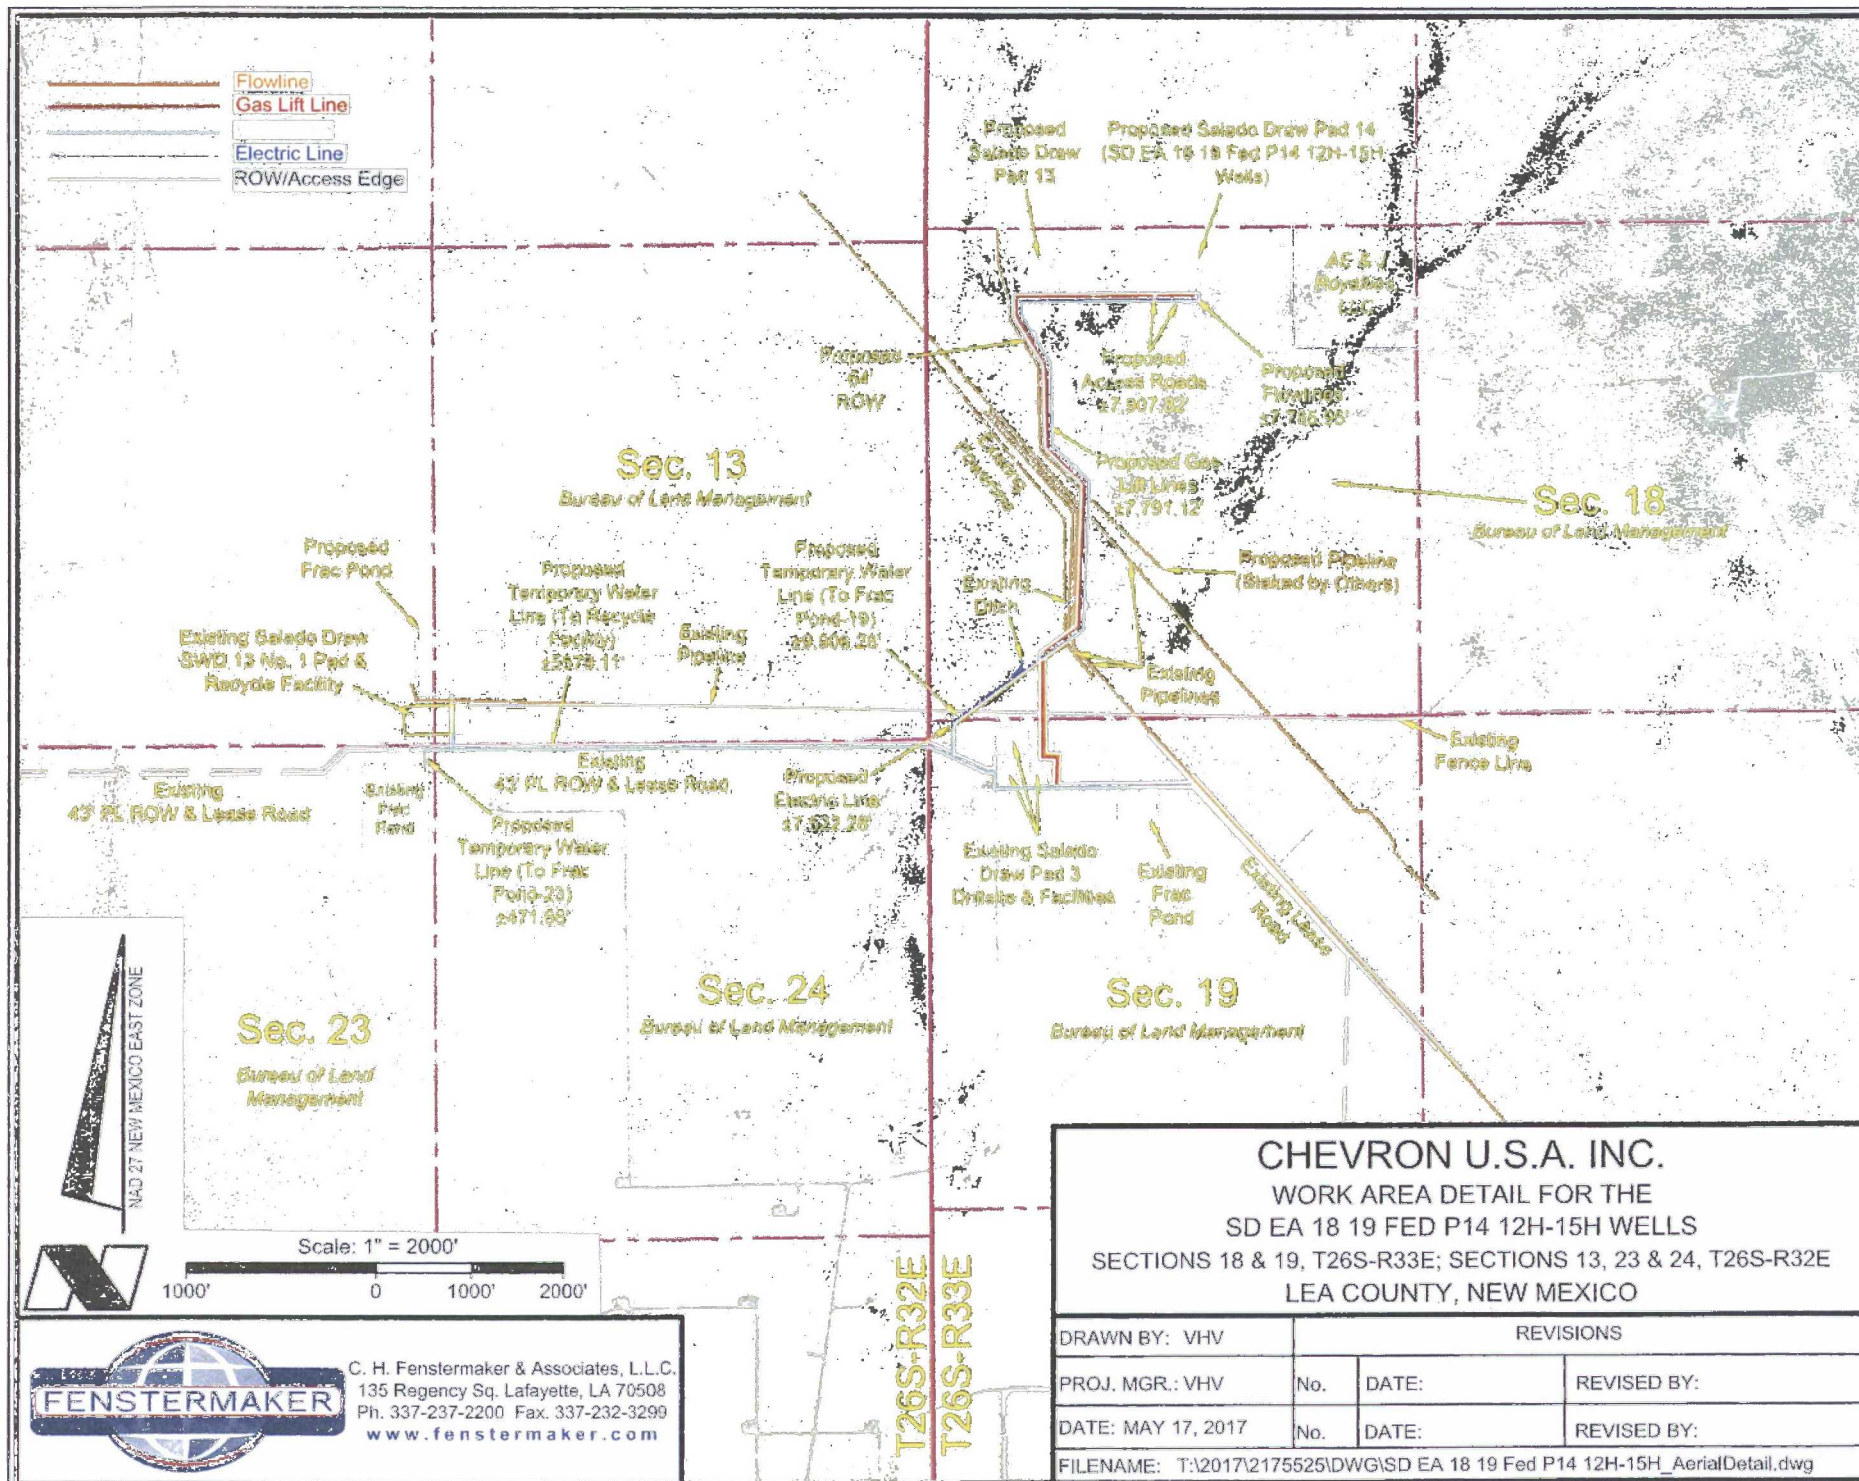 Flowline
Gas Lift Line
Electric Line
ROW/Access Edge
Proposed
Salado Draw
Pad 13
Proposed Salado Draw Pad 14
(SD EA 18 19 Fed P14 12H-15H
Wells)
AC & J
Royalties
LLC
Proposed
64'
ROW
Proposed
Access Roads
Proposed
Flowlines
Existing
Proposed Gas
Lift Lines
±7,791.12'
Sec. 13
Bureau of Land Management
Sec. 18
Bureau of Land Management
Proposed
Frac Pond
Proposed
Temporary Water
Line (To Recycle
Facility)
Proposed
Temporary Water
Line (To Frac
Pond-19)
Existing
Ditch
Proposed Pipeline
(Staked by Others)
Existing Salado Draw
SWD 13 No. 1 Pad &
Recycle Facility
Existing
Pipeline
Existing
Pipelines
Existing
Fence Line
Existing
43' PL ROW & Lease Road
Existing
Frac
Pond
Existing
43' PL ROW & Lease Road
Proposed
Electric Line
Proposed
Temporary Water
Line (To Frac
Pond-23)
±471.68'
Existing Salado
Draw Pad 3
Drillsite & Facilities
Existing
Frac
Pond
Existing Lease
Road
Sec. 23
Bureau of Land
Management
Sec. 24
Bureau of Land Management
Sec. 19
Bureau of Land Management
NAD 27 NEW MEXICO EAST ZONE
Scale: 1" = 2000'
1000' 0 1000' 2000'
T26S-R32E
T26S-R33E
FENSTERMAKER
C. H. Fenstermaker & Associates, L.L.C.
135 Regency Sq. Lafayette, LA 70508
Ph. 337-237-2200 Fax. 337-232-3299
www.fenstermaker.com
CHEVRON U.S.A. INC.
WORK AREA DETAIL FOR THE
SD EA 18 19 FED P14 12H-15H WELLS
SECTIONS 18 & 19, T26S-R33E; SECTIONS 13, 23 & 24, T26S-R32E
LEA COUNTY, NEW MEXICO
DRAWN BY: VHV
REVISIONS
PROJ. MGR.: VHV
No.
DATE:
REVISED BY:
DATE: MAY 17, 2017
No.
DATE:
REVISED BY:
FILENAME: T:\2017\2175525\DWG\SD EA 18 19 Fed P14 12H-15H_AerialDetail.dwg